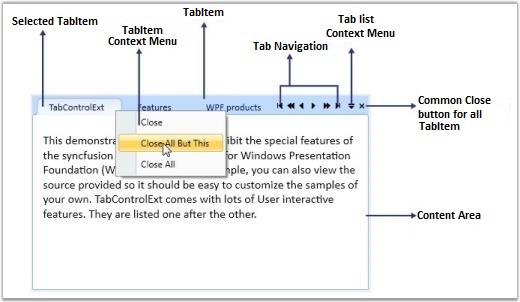 Selected TabItem
TabItem
Context Menu
TabItem
Tab Navigation
Tab list
Context Menu
TabControlExt
Features
WPF products
Common Close
button for all
TabItem
Close
Close All But This
Close All
This demonstra ibit the special features of
the syncfusion for Windows Presentation
Foundation (W mple, you can also view the
source provided so it should be easy to customize the samples of
your own. TabControlExt comes with lots of User interactive
features. They are listed one after the other.
Content Area